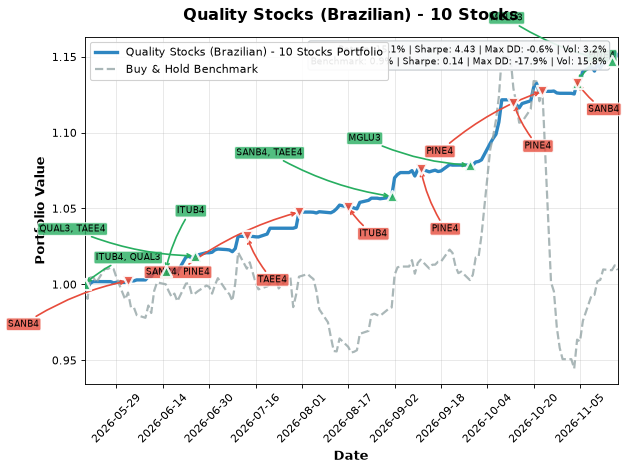 Quality Stocks (Brazilian) - 10 Stocks
MGLU3
Quality Stocks (Brazilian) - 10 Stocks Portfolio
Buy & Hold Benchmark
1% | Sharpe: 4.43 | Max DD: -0.6% | Vol: 3.2%
Benchmark: 0.9% | Sharpe: 0.14 | Max DD: -17.9% | Vol: 15.8%
1.15
1.10
1.05
1.00
0.95
Portfolio Value
SANB4
PINE4
PINE4
MGLU3
SANB4, TAEE4
ITUB4
QUAL3, TAEE4
PINE4
ITUB4
ITUB4, QUAL3
SANB4, PINE4
TAEE4
SANB4
2026-05-29
2026-06-14
2026-06-30
2026-07-16
2026-08-01
2026-08-17
2026-09-02
2026-09-18
2026-10-04
2026-10-20
2026-11-05
Date